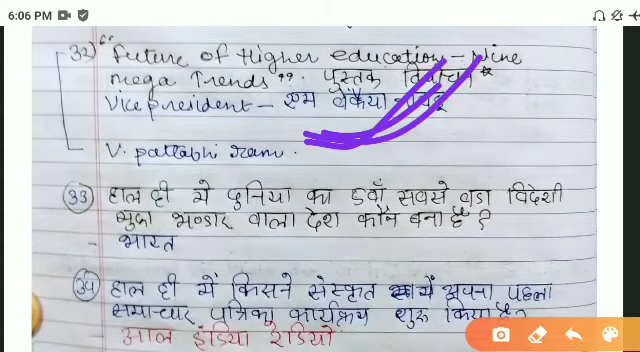 6:06 PM
32) "Future of Higher education – Nine
mega Trends". पुस्तक विमोचन *
Vice president – एम वेंकैया नायडू
V. pattabhi ram.
33) हाल ही मे दुनिया का 5वाँ सबसे बडा विदेशी
मुद्रा भण्डार वाला देश कौन बना है ?
- भारत
34) हाल ही में किसने संस्कृत में अपना पहला
समाचार पत्रिका कार्यक्रम शुरू किया है?
आल इंडिया रेडियो